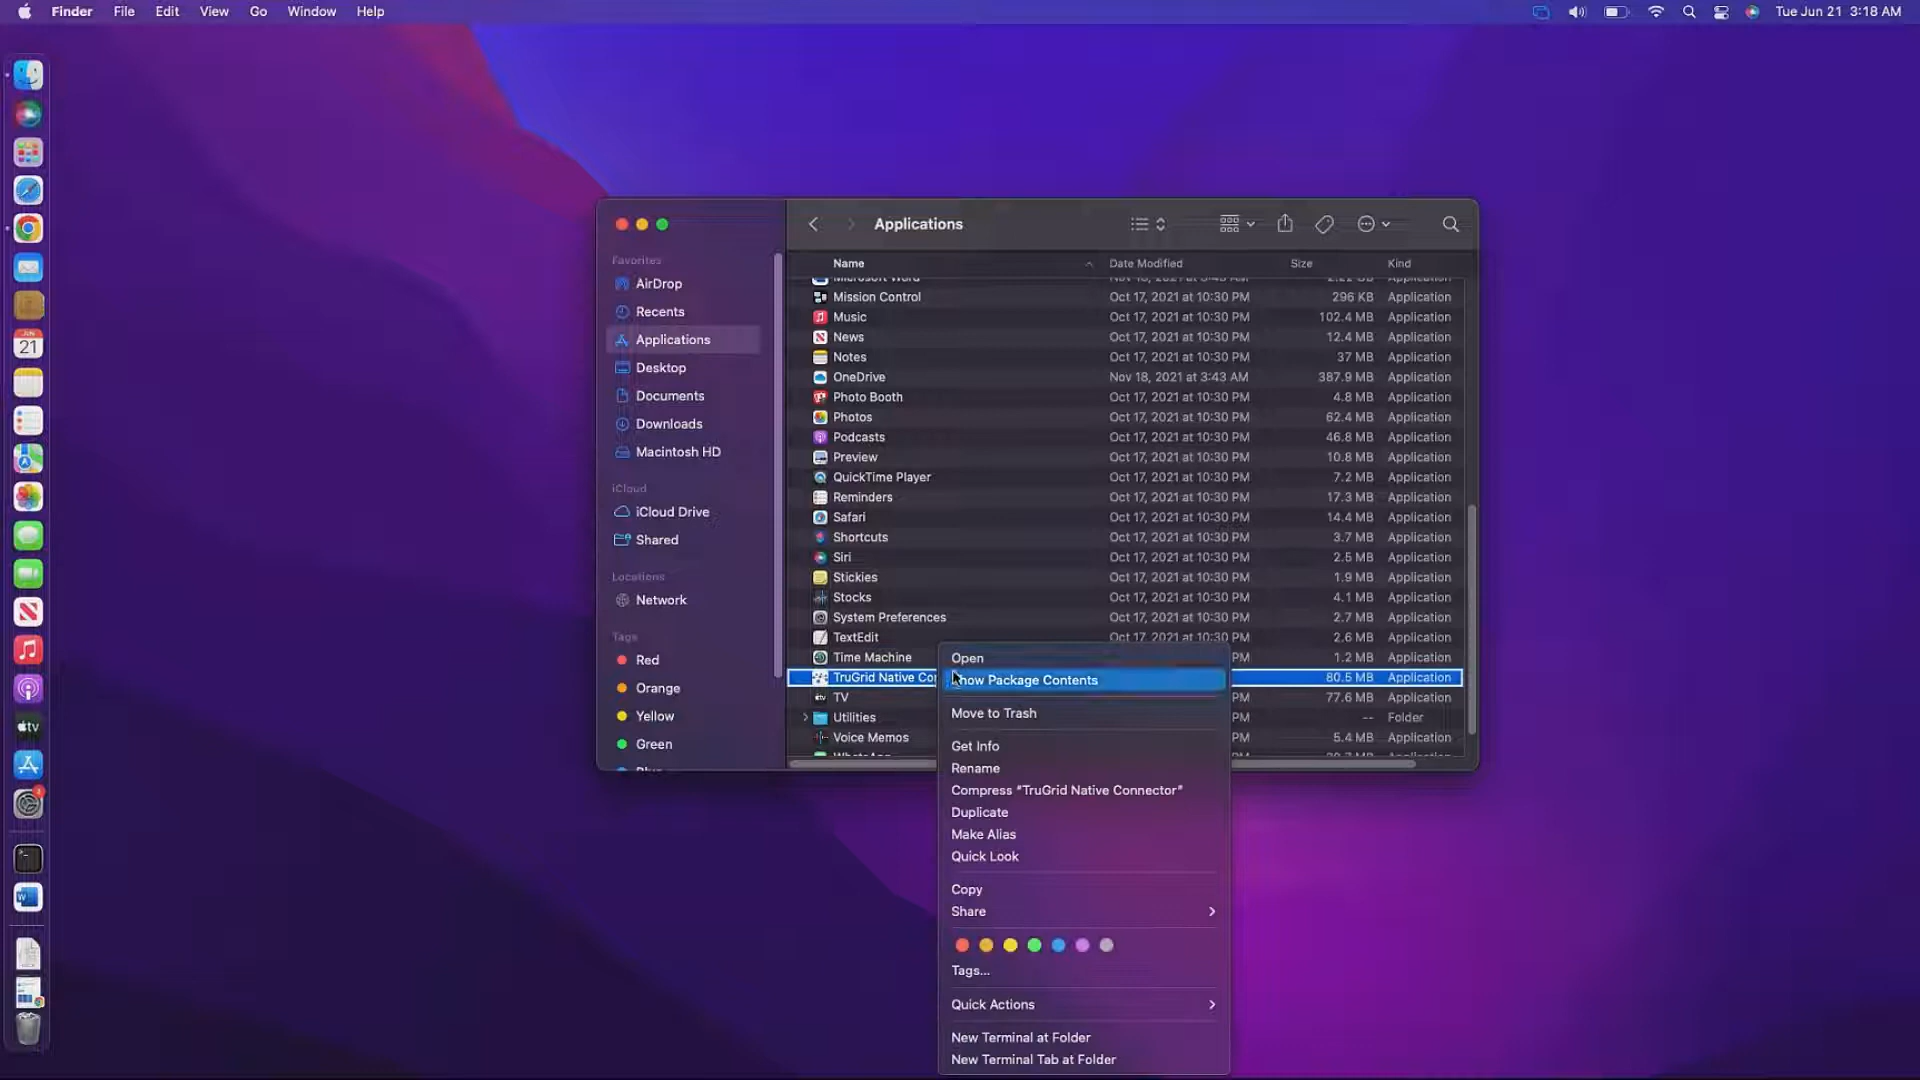 Finder File Edit View Go Window Help
Tue Jun 21 3:18 AM
JUN
21
tv
W
Applications
Favorites
AirDrop
Recents
Applications
Desktop
Documents
Downloads
Macintosh HD
iCloud
iCloud Drive
Shared
Locations
Network
Tags
Red
Orange
Yellow
Green
Name Date Modified Size Kind
Mission Control Oct 17, 2021 at 10:30 PM 296 KB Application
Music Oct 17, 2021 at 10:30 PM 102.4 MB Application
News Oct 17, 2021 at 10:30 PM 12.4 MB Application
Notes Oct 17, 2021 at 10:30 PM 37 MB Application
OneDrive Nov 18, 2021 at 3:43 AM 387.9 MB Application
Photo Booth Oct 17, 2021 at 10:30 PM 4.8 MB Application
Photos Oct 17, 2021 at 10:30 PM 62.4 MB Application
Podcasts Oct 17, 2021 at 10:30 PM 46.8 MB Application
Preview Oct 17, 2021 at 10:30 PM 10.8 MB Application
QuickTime Player Oct 17, 2021 at 10:30 PM 7.2 MB Application
Reminders Oct 17, 2021 at 10:30 PM 17.3 MB Application
Safari Oct 17, 2021 at 10:30 PM 14.4 MB Application
Shortcuts Oct 17, 2021 at 10:30 PM 3.7 MB Application
Siri Oct 17, 2021 at 10:30 PM 2.5 MB Application
Stickies Oct 17, 2021 at 10:30 PM 1.9 MB Application
Stocks Oct 17, 2021 at 10:30 PM 4.1 MB Application
System Preferences Oct 17, 2021 at 10:30 PM 2.7 MB Application
TextEdit Oct 17, 2021 at 10:30 PM 2.6 MB Application
Time Machine PM 1.2 MB Application
TruGrid Native Co 80.5 MB Application
TV PM 77.6 MB Application
Utilities PM -- Folder
Voice Memos PM 5.4 MB Application
Open
how Package Contents
Move to Trash
Get Info
Rename
Compress "TruGrid Native Connector"
Duplicate
Make Alias
Quick Look
Copy
Share
Tags...
Quick Actions
New Terminal at Folder
New Terminal Tab at Folder